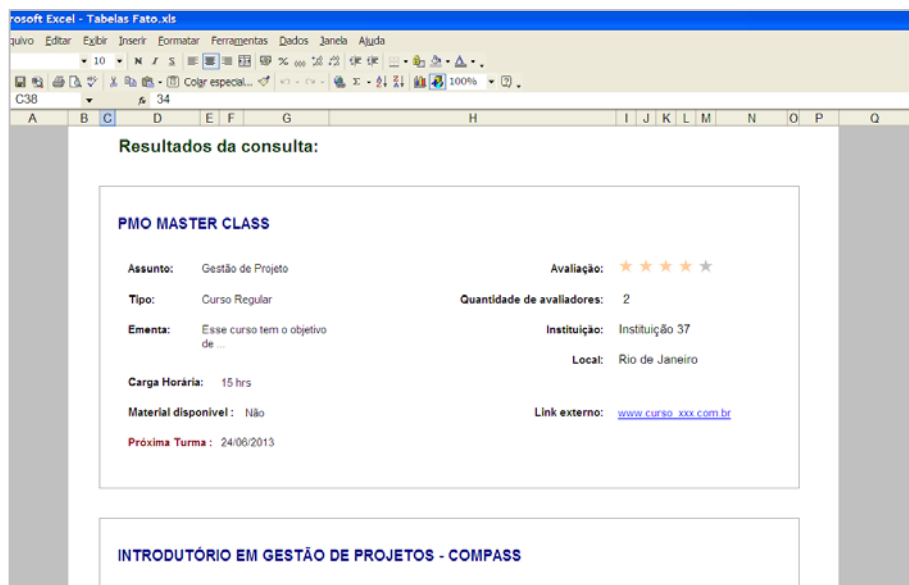 rosoft Excel - Tabelas Fato.xls
quivo Editar Exibir Inserir Formatar Ferramentas Dados Janela Ajuda
10 N I S % 000
Colar especial... Σ 100%
C38 fx 34
A B C D E F G H I J K L M N O P Q
Resultados da consulta:
PMO MASTER CLASS
Assunto: Gestão de Projeto Avaliação:
Tipo: Curso Regular Quantidade de avaliadores: 2
Ementa: Esse curso tem o objetivo Instituição: Instituição 37
de ...
Local: Rio de Janeiro
Carga Horária: 15 hrs
Material disponivel : Não Link externo: www.curso_xxx.com.br
Próxima Turma : 24/06/2013
INTRODUTÓRIO EM GESTÃO DE PROJETOS - COMPASS